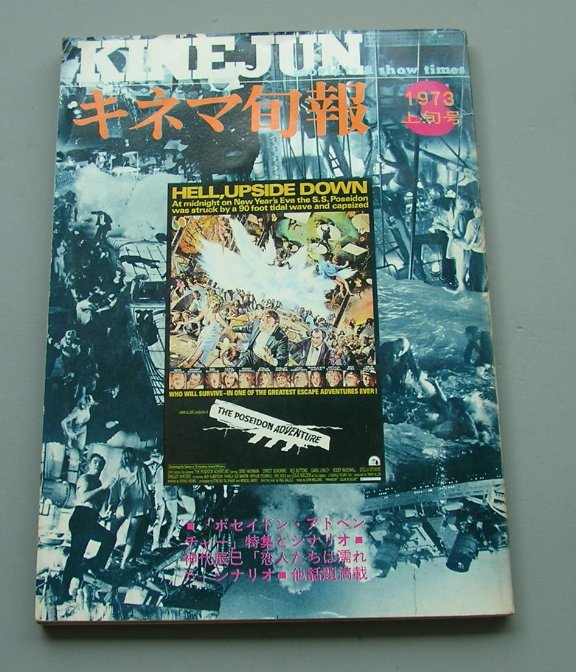 KINEJUN
show times
キネマ旬報
1973
上旬号
HELL, UPSIDE DOWN
At midnight on New Year's Eve the S.S. Poseidon
was struck by a 90 foot tidal wave and capsized
WHO WILL SURVIVE-IN ONE OF THE GREATEST ESCAPE ADVENTURES EVER!
THE POSEIDON ADVENTURE
■「ポセイドン・アドベン
チャー」特集とシナリオ■
神代辰巳「恋人たちは濡れ
た」シナリオ■他話題満載